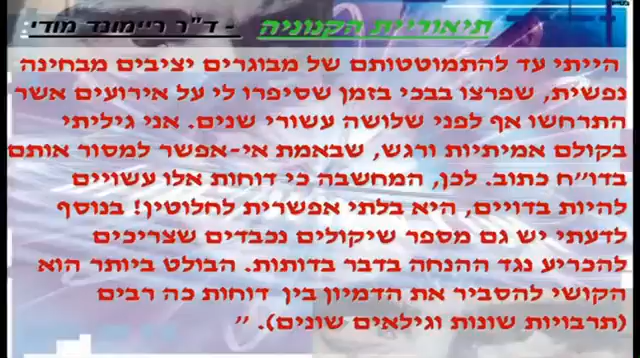 תיאוריית הקנוניה - ד"ר ריימונד מודי:
הייתי עד להתמוטטותם של מבוגרים יציבים מבחינה
נפשית, שפרצו בבכי בזמן שסיפרו לי על אירועים אשר
התרחשו אף לפני שלושה עשורי שנים. אני גיליתי
בקולם אמיתיות ורגש, שבאמת אי-אפשר למסור אותם
בדו״ח כתוב. לכן, המחשבה כי דוחות אלו עשויים
להיות בדויים, היא בלתי אפשרית לחלוטין! בנוסף
לדעתי יש גם מספר שיקולים נכבדים שצריכים
להכריע נגד ההנחה בדבר בדותות. הבולט ביותר הוא
הקושי להסביר את הדמיון בין דוחות כה רבים
(תרבויות שונות וגילאים שונים). ״